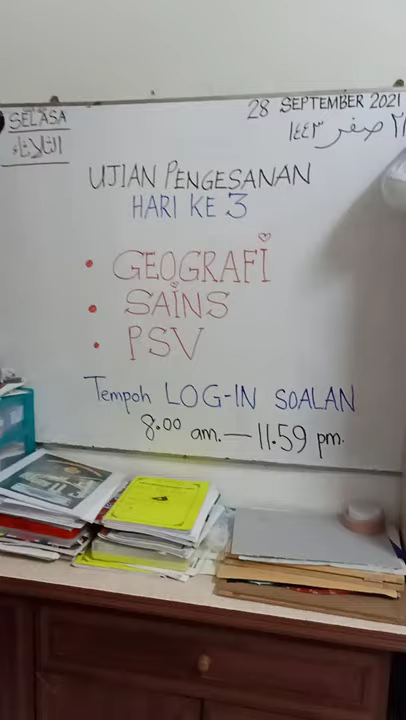 SELASA
الثلاثاء
28 SEPTEMBER 2021
٢١ صفر ١٤٤٣
UJIAN PENGESANAN
HARI KE 3
• GEOGRAFI
• SAINS
• PSV
Tempoh LOG-IN SOALAN
8.00 am. — 11.59 pm.